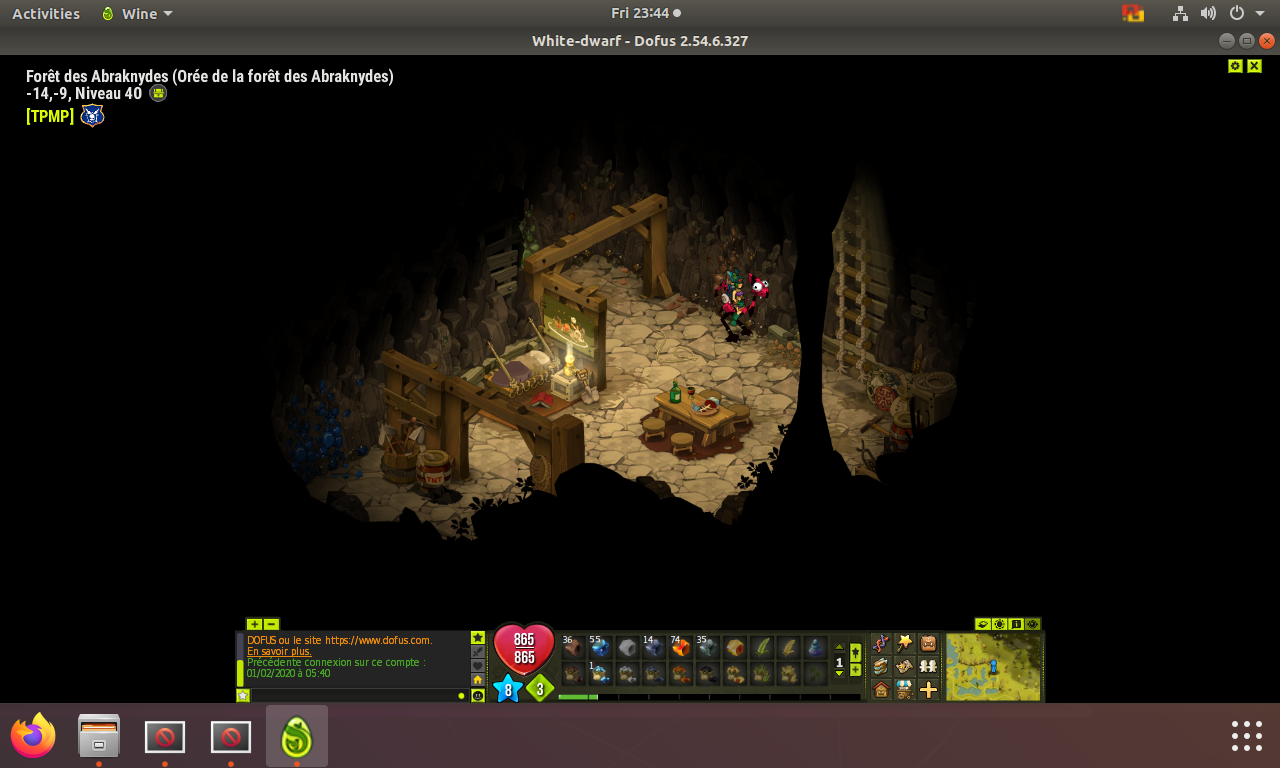 Activities Wine Fri 23:44
White-dwarf - Dofus 2.54.6.327
Forêt des Abraknydes (Orée de la forêt des Abraknydes)
-14,-9, Niveau 40
[TPMP]
TNT
DOFUS ou le site https://www.dofus.com.
En savoir plus.
Précédente connexion sur ce compte :
01/02/2020 à 05:40
865
865
8 3
36 55 14 74 35
1
1